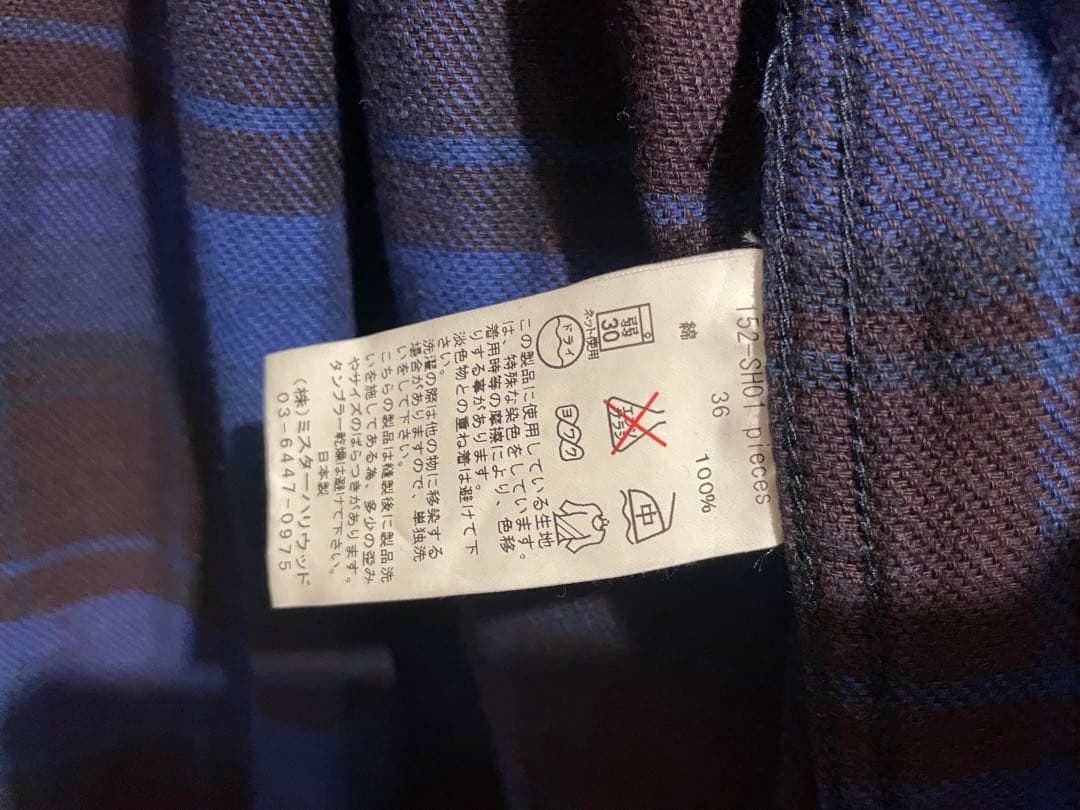 152-SH01 pieces
36
綿 100%
弱
30
ネット使用
エンソ
サラシ
中
ドライ
ヨワク
この製品に使用している生地
は、特殊な染色をしています。
着用時等の摩擦により、色移
りする事があります。
淡色物との重ね着は避けて下
さい。
洗濯の際は他の物に移染する
場合がありますので、単独洗
いをして下さい。
こちらの製品は縫製後に製品洗
いを施してある為、多少の歪み
やサイズのばらつきがあります。
タンブラー乾燥は避けて下さい。
日本製
(株)ミスターハリウッド
03-6447-0975